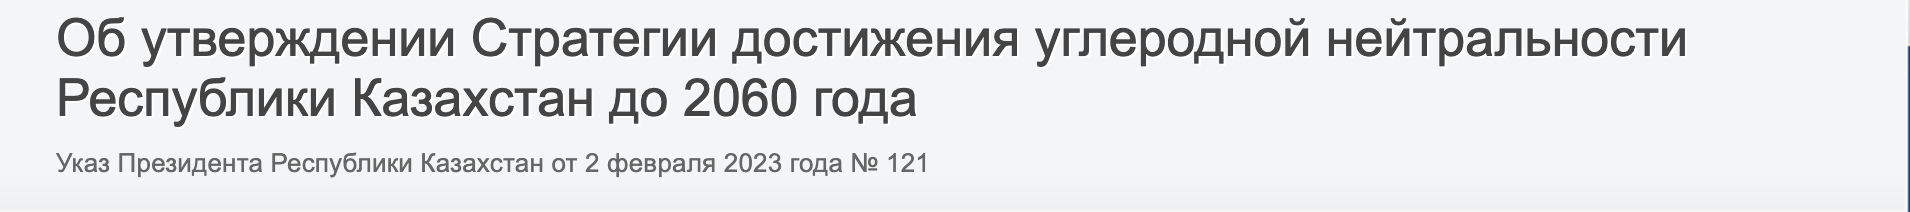 Об утверждении Стратегии достижения углеродной нейтральности
Республики Казахстан до 2060 года
Указ Президента Республики Казахстан от 2 февраля 2023 года № 121